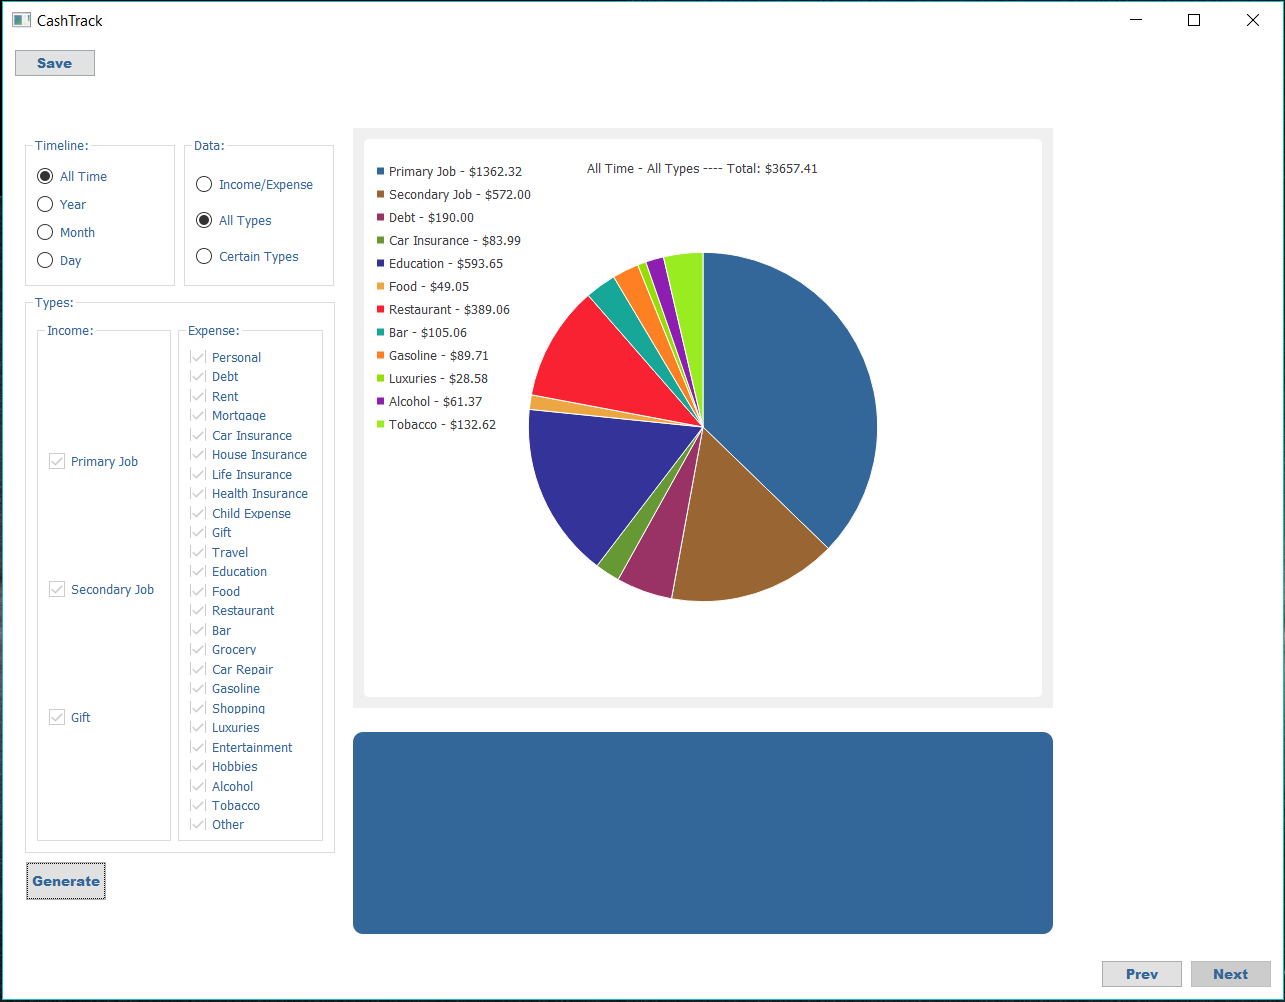 CashTrack
Save
Timeline:
All Time
Year
Month
Day
Data:
Income/Expense
All Types
Certain Types
Types:
Income:
Primary Job
Secondary Job
Gift
Expense:
Personal
Debt
Rent
Mortgage
Car Insurance
House Insurance
Life Insurance
Health Insurance
Child Expense
Gift
Travel
Education
Food
Restaurant
Bar
Grocery
Car Repair
Gasoline
Shopping
Luxuries
Entertainment
Hobbies
Alcohol
Tobacco
Other
Generate
All Time - All Types ---- Total: $3657.41
Primary Job - $1362.32
Secondary Job - $572.00
Debt - $190.00
Car Insurance - $83.99
Education - $593.65
Food - $49.05
Restaurant - $389.06
Bar - $105.06
Gasoline - $89.71
Luxuries - $28.58
Alcohol - $61.37
Tobacco - $132.62
Prev
Next